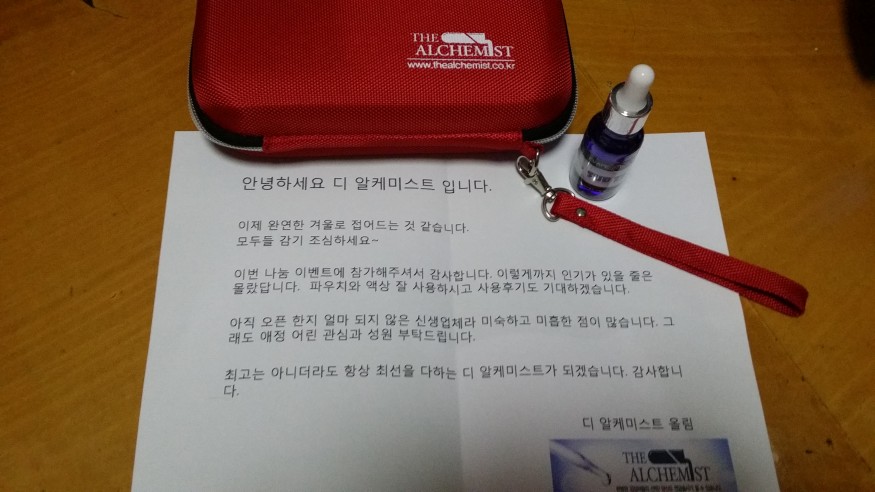 THE
ALCHEMIST
www.thealchemist.co.kr
안녕하세요 디 알케미스트 입니다.
이제 완연한 겨울로 접어드는 것 같습니다.
모두들 감기 조심하세요~
이번 나눔 이벤트에 참가해주셔서 감사합니다. 이렇게까지 인기가 있을 줄은
몰랐답니다. 파우치와 액상 잘 사용하시고 사용후기도 기대하겠습니다.
아직 오픈 한지 얼마 되지 않은 신생업체라 미숙하고 미흡한 점이 많습니다. 그
래도 애정 어린 관심과 성원 부탁드립니다.
최고는 아니더라도 항상 최선을 다하는 디 알케미스트가 되겠습니다. 감사합니
다.
디 알케미스트 올림
THE
ALCHEMIST